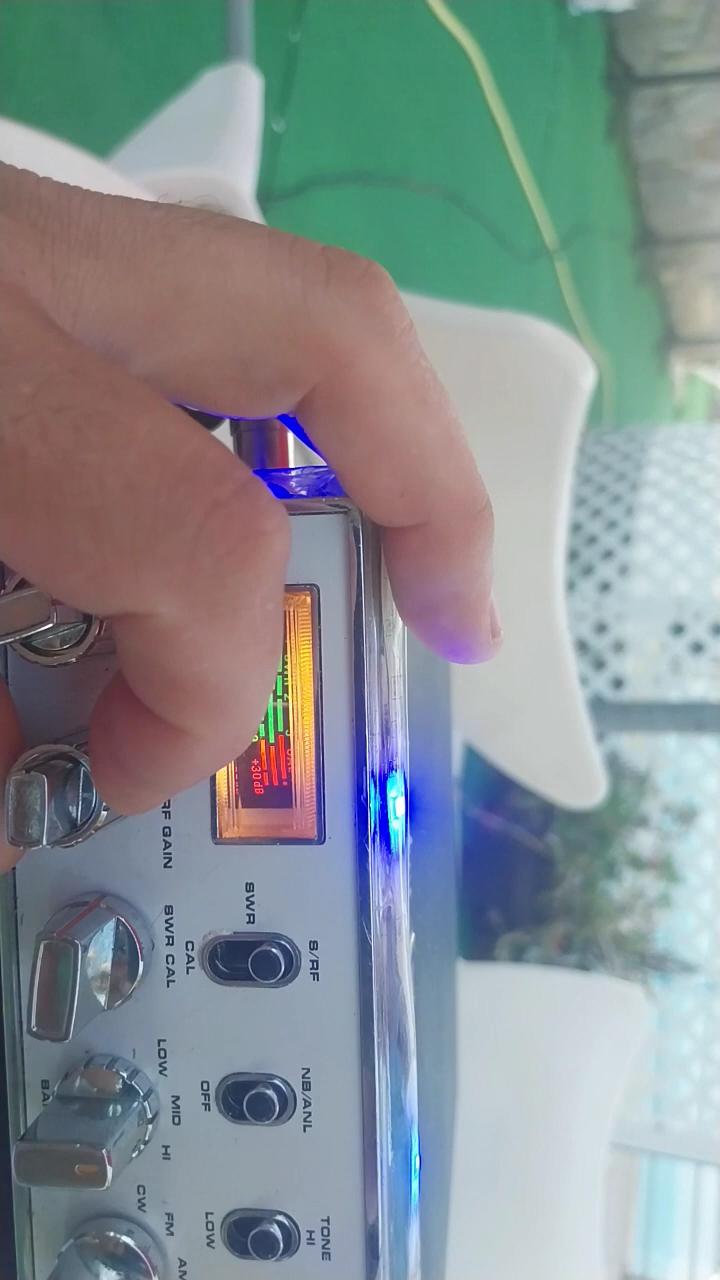 +30dB
RF GAIN
SWR CAL
SWR
CAL
S/RF
NB/ANL
OFF
TONE
HI
LOW
LOW
MID
HI
CW
FM
AM